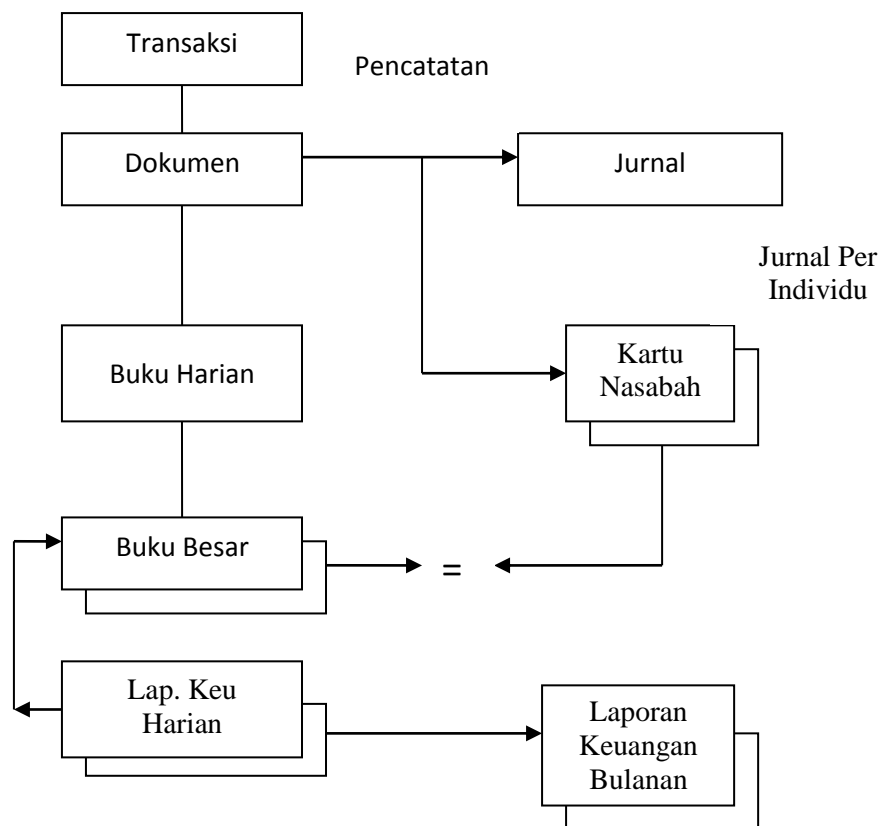 Transaksi
Pencatatan
Dokumen
Jurnal
Jurnal Per
Individu
Buku Harian
Kartu
Nasabah
Buku Besar
=
Lap. Keu
Harian
Laporan
Keuangan
Bulanan